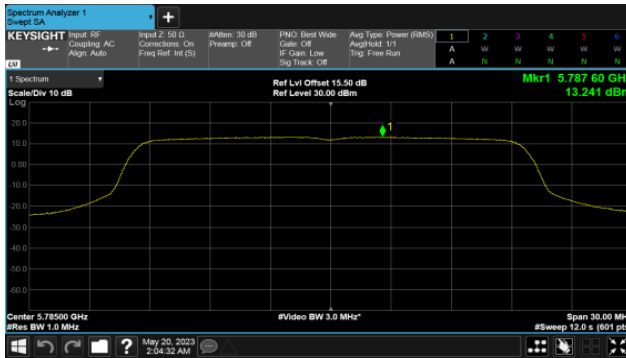 Spectrum Analyzer 1
Swept SA
+
KEYSIGHT
Input: RF
Coupling: AC
Align: Auto
Input Z: 50 Ω
Corrections: On
Freq Ref: Int (S)
#Atten: 30 dB
Preamp: Off
PNO: Best Wide
Gate: Off
IF Gain: Low
Sig Track: Off
Avg Type: Power (RMS)
Avg|Hold: 1/1
Trig: Free Run
1 2 3 4 5 6
A W W W W W
A N N N N N
LXI
1 Spectrum
Scale/Div 10 dB
Ref Lvl Offset 15.50 dB
Ref Level 30.00 dBm
Mkr1 5.787 60 GH
13.241 dBr
Log
1
20.0
10.0
0.00
-10.0
-20.0
-30.0
-40.0
-50.0
-60.0
Center 5.78500 GHz
#Res BW 1.0 MHz
#Video BW 3.0 MHz*
Span 30.00 MH
#Sweep 12.0 s (601 pts
?
May 20, 2023
2:04:32 AM